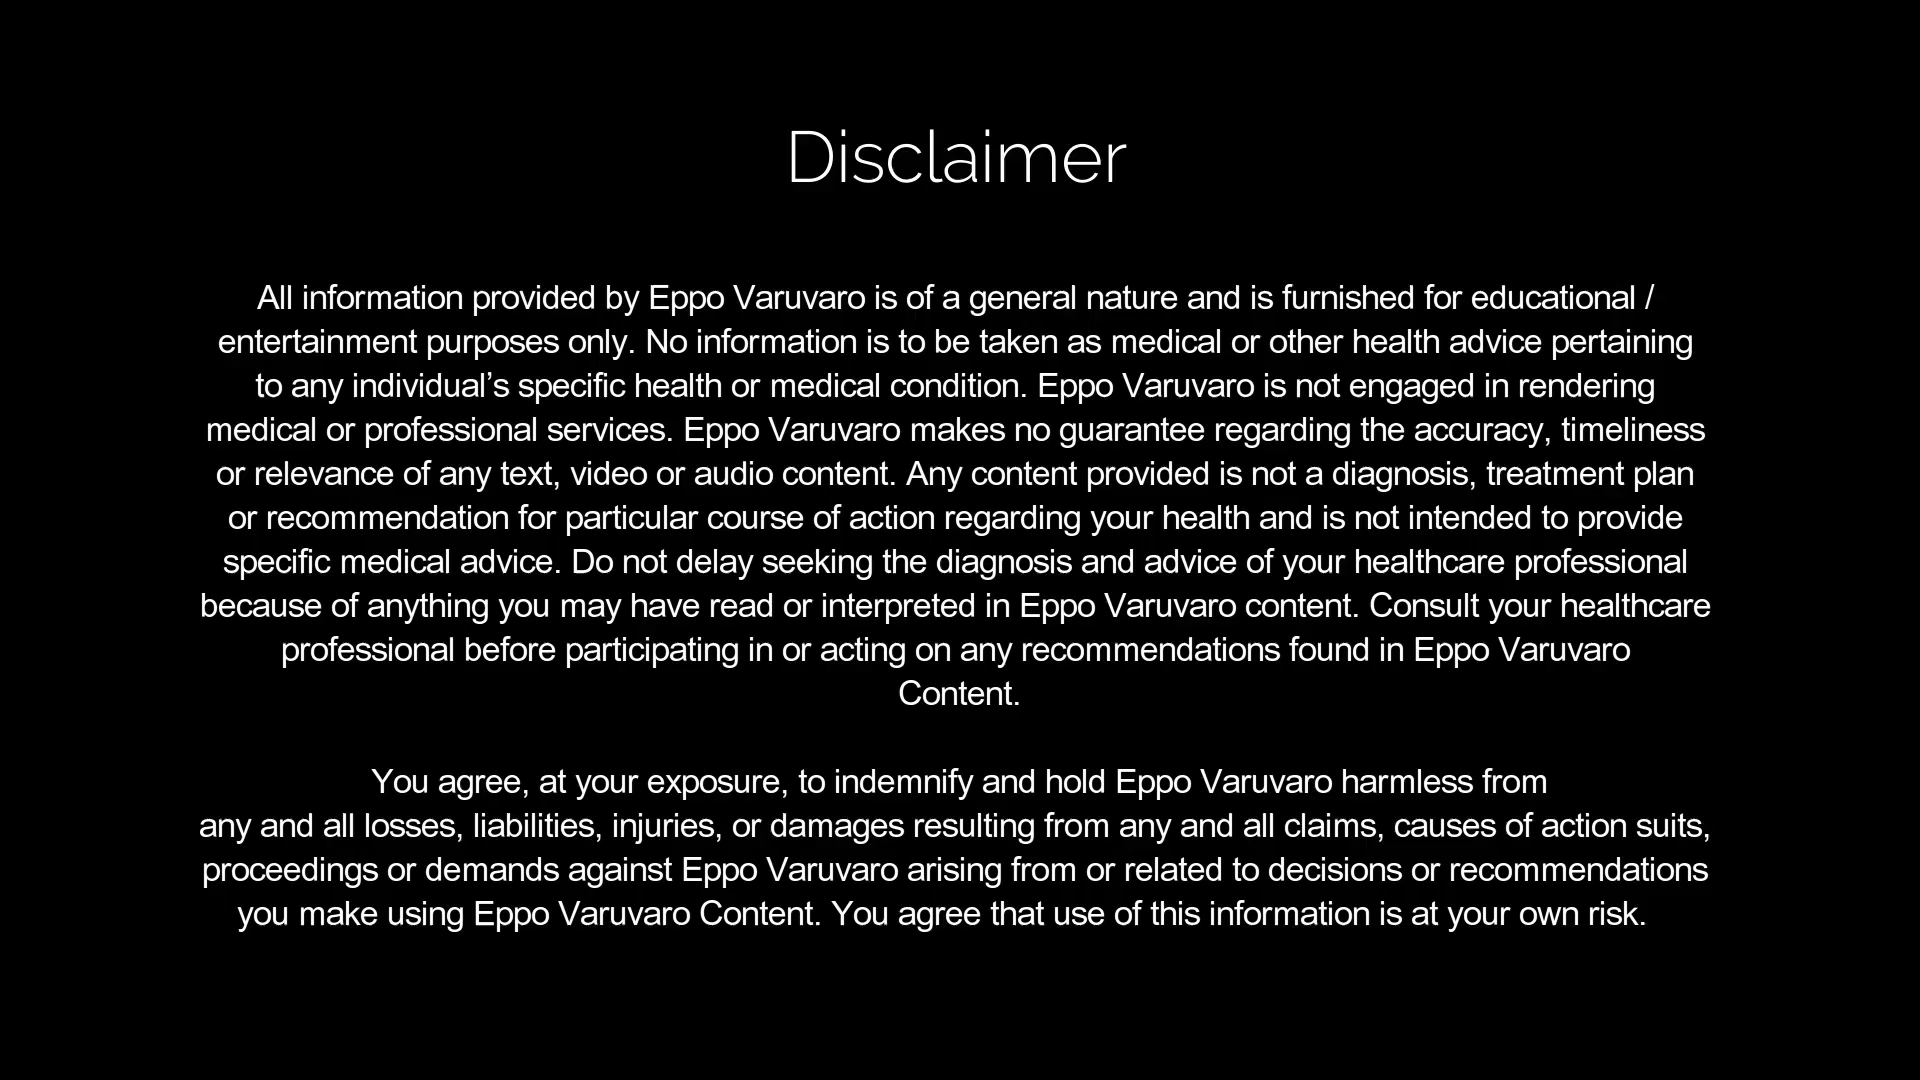 Disclaimer
All information provided by Eppo Varuvaro is of a general nature and is furnished for educational /
entertainment purposes only. No information is to be taken as medical or other health advice pertaining
to any individual’s specific health or medical condition. Eppo Varuvaro is not engaged in rendering
medical or professional services. Eppo Varuvaro makes no guarantee regarding the accuracy, timeliness
or relevance of any text, video or audio content. Any content provided is not a diagnosis, treatment plan
or recommendation for particular course of action regarding your health and is not intended to provide
specific medical advice. Do not delay seeking the diagnosis and advice of your healthcare professional
because of anything you may have read or interpreted in Eppo Varuvaro content. Consult your healthcare
professional before participating in or acting on any recommendations found in Eppo Varuvaro
Content.
You agree, at your exposure, to indemnify and hold Eppo Varuvaro harmless from
any and all losses, liabilities, injuries, or damages resulting from any and all claims, causes of action suits,
proceedings or demands against Eppo Varuvaro arising from or related to decisions or recommendations
you make using Eppo Varuvaro Content. You agree that use of this information is at your own risk.